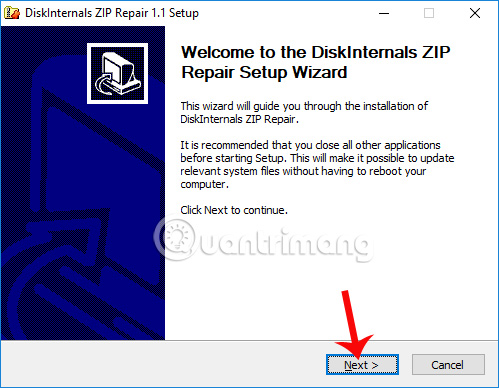 DiskInternals ZIP Repair 1.1 Setup
Welcome to the DiskInternals ZIP
Repair Setup Wizard
This wizard will guide you through the installation of
DiskInternals ZIP Repair.
It is recommended that you close all other applications
before starting Setup. This will make it possible to update
relevant system files without having to reboot your
computer.
Click Next to continue.
Quantrimang
Next >
Cancel